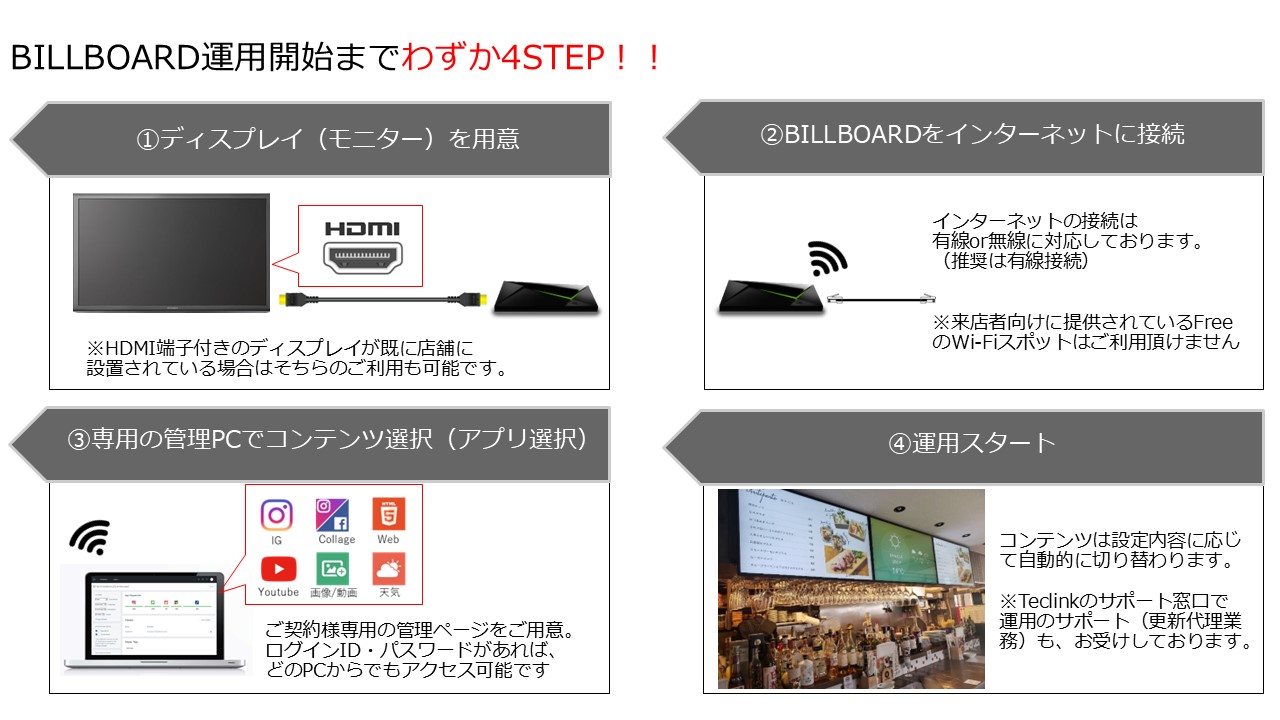 BILLBOARD運用開始までわずか4STEP！！
①ディスプレイ（モニター）を用意
HDMI
※HDMI端子付きのディスプレイが既に店舗に
設置されている場合はそちらのご利用も可能です。
②BILLBOARDをインターネットに接続
インターネットの接続は
有線or無線に対応しております。
（推奨は有線接続）
※来店者向けに提供されているFree
のWi-Fiスポットはご利用頂けません
③専用の管理PCでコンテンツ選択（アプリ選択）
HTML
IG Collage Web
Youtube 画像/動画 天気
ご契約様専用の管理ページをご用意。
ログインID・パスワードがあれば、
どのPCからでもアクセス可能です
④運用スタート
コンテンツは設定内容に応じ
て自動的に切り替わります。
※Teclinkのサポート窓口で
運用のサポート（更新代理業
務）も、お受けしております。